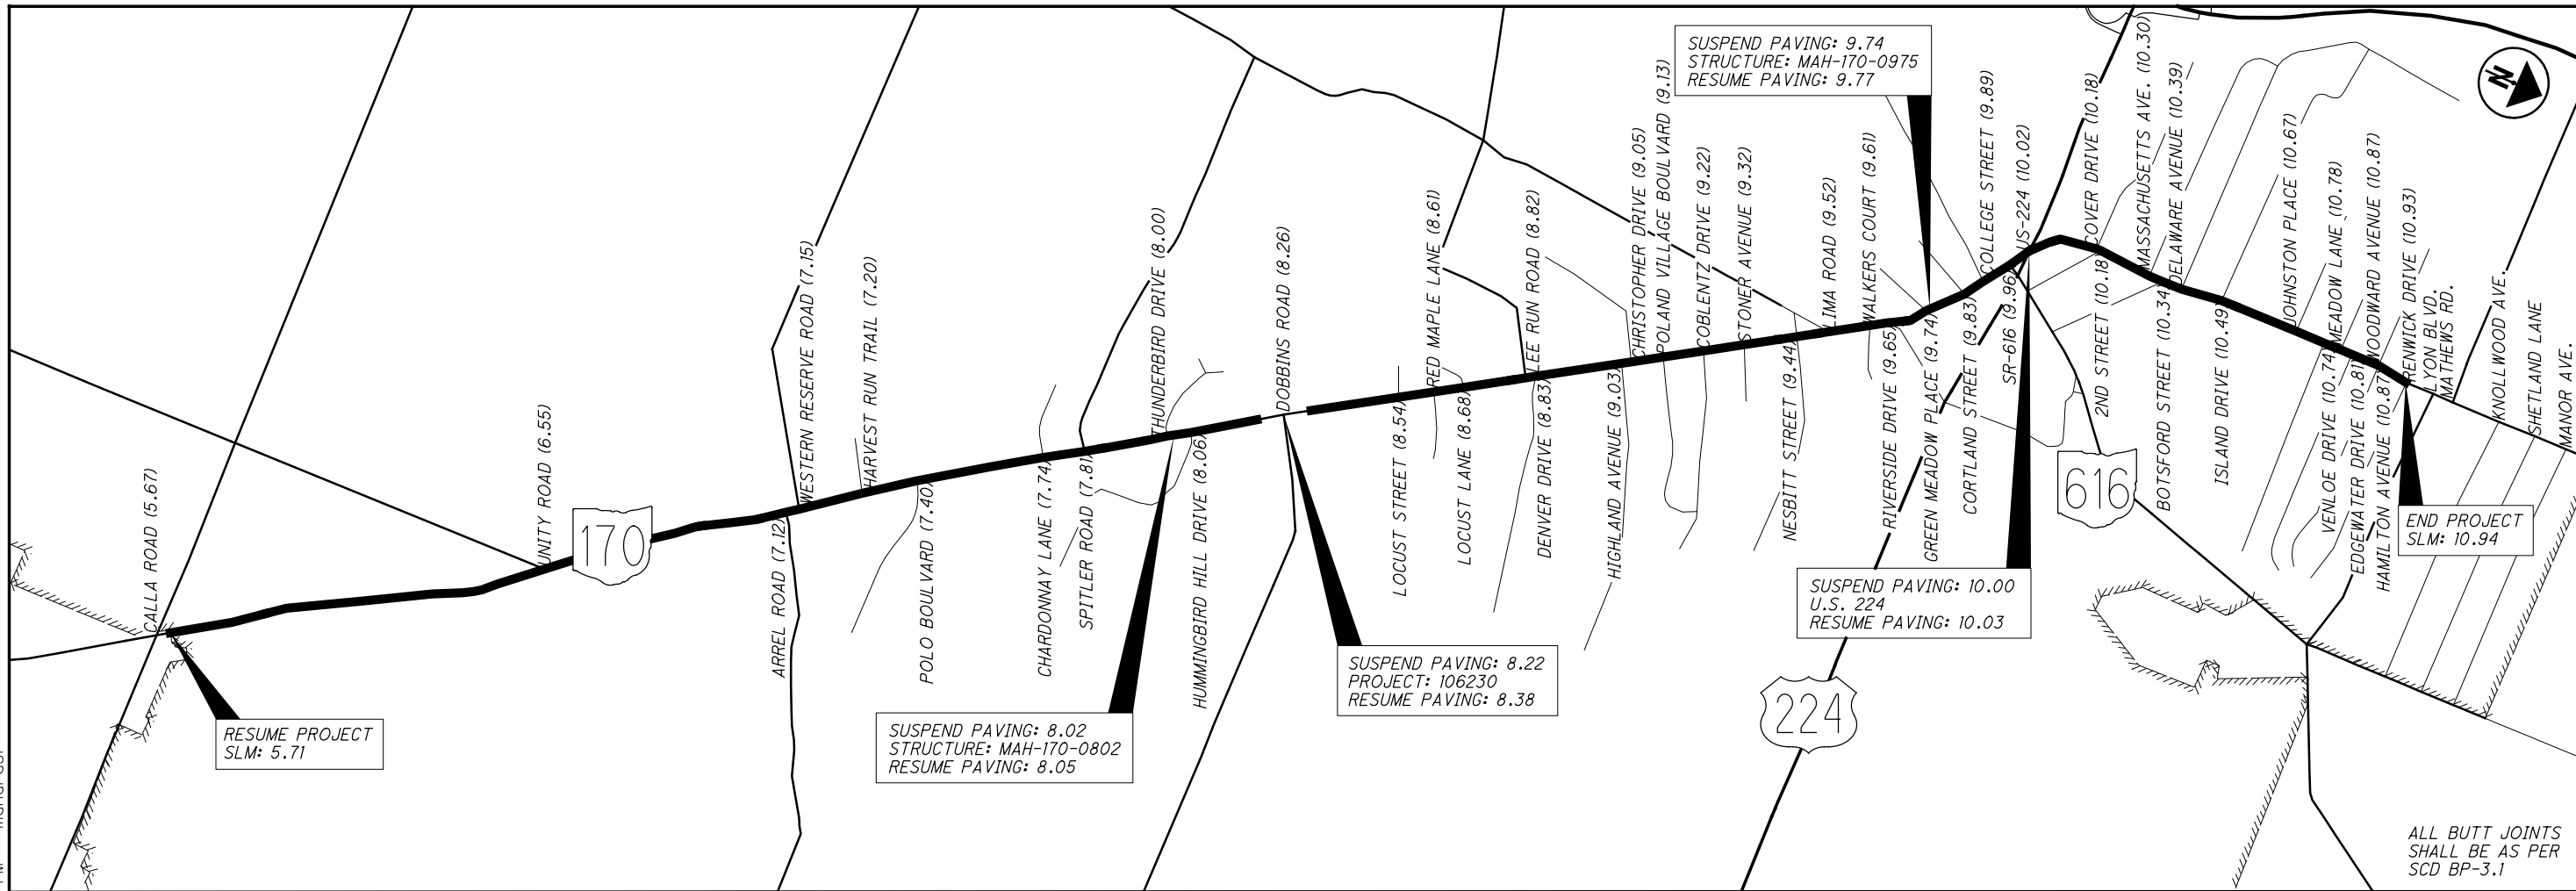 CALLA ROAD (5.67)
UNITY ROAD (6.55)
170
ARREL ROAD (7.12)
WESTERN RESERVE ROAD (7.15)
HARVEST RUN TRAIL (7.20)
POLO BOULVARD (7.40)
CHARDONNAY LANE (7.74)
SPITLER ROAD (7.81)
THUNDERBIRD DRIVE (8.00)
HUMMINGBIRD HILL DRIVE (8.06)
DOBBINS ROAD (8.26)
LOCUST STREET (8.54)
RED MAPLE LANE (8.61)
LOCUST LANE (8.68)
LEE RUN ROAD (8.82)
DENVER DRIVE (8.83)
HIGHLAND AVENUE (9.03)
CHRISTOPHER DRIVE (9.05)
POLAND VILLAGE BOULVARD (9.13)
COBLENTZ DRIVE (9.22)
STONER AVENUE (9.32)
NESBITT STREET (9.44)
LIMA ROAD (9.52)
WALKERS COURT (9.61)
RIVERSIDE DRIVE (9.65)
GREEN MEADOW PLACE (9.74)
CORTLAND STREET (9.83)
COLLEGE STREET (9.89)
SR-616 (9.96)
US-224 (10.02)
COVER DRIVE (10.18)
2ND STREET (10.18)
MASSACHUSETTS AVE. (10.30)
BOTSFORD STREET (10.34)
DELAWARE AVENUE (10.39)
ISLAND DRIVE (10.49)
JOHNSTON PLACE (10.67)
VENLOE DRIVE (10.74)
MEADOW LANE (10.78)
EDGEWATER DRIVE (10.81)
WOODWARD AVENUE (10.87)
HAMILTON AVENUE (10.87)
RENWICK DRIVE (10.93)
LYON BLVD.
MATHEWS RD.
KNOLLWOOD AVE.
SHETLAND LANE
MANOR AVE.
N
616
224
RESUME PROJECT
SLM: 5.71
SUSPEND PAVING: 8.02
STRUCTURE: MAH-170-0802
RESUME PAVING: 8.05
SUSPEND PAVING: 8.22
PROJECT: 106230
RESUME PAVING: 8.38
SUSPEND PAVING: 9.74
STRUCTURE: MAH-170-0975
RESUME PAVING: 9.77
SUSPEND PAVING: 10.00
U.S. 224
RESUME PAVING: 10.03
END PROJECT
SLM: 10.94
ALL BUTT JOINTS
SHALL BE AS PER
SCD BP-3.1